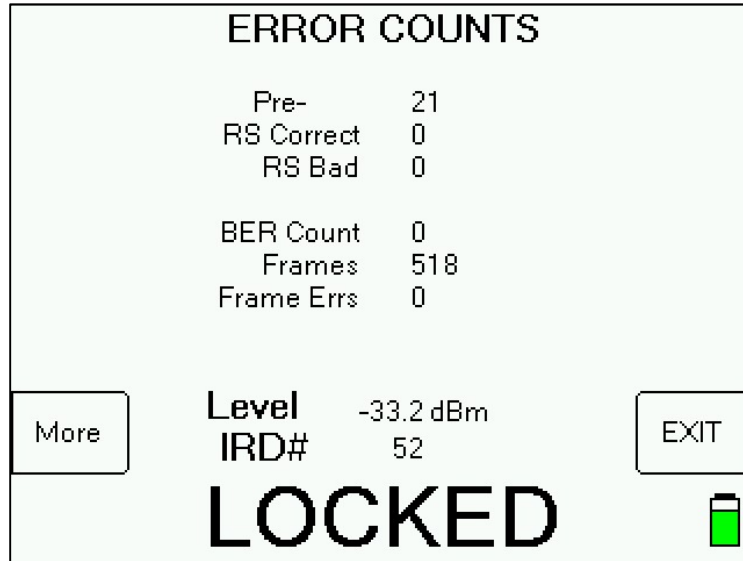 ERROR COUNTS
Pre- 21
RS Correct 0
RS Bad 0
BER Count 0
Frames 518
Frame Errs 0
Level -33.2 dBm
More
IRD# 52
EXIT
LOCKED